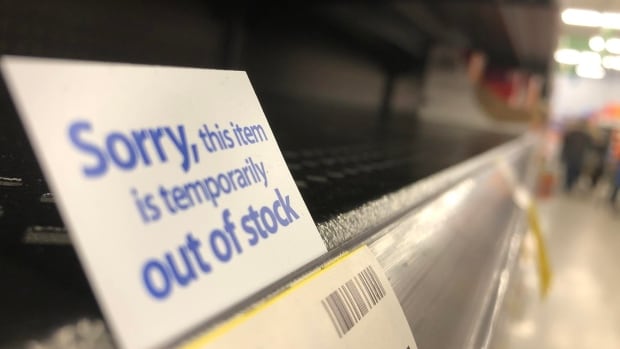 Sorry, this item
is temporarily
out of stock